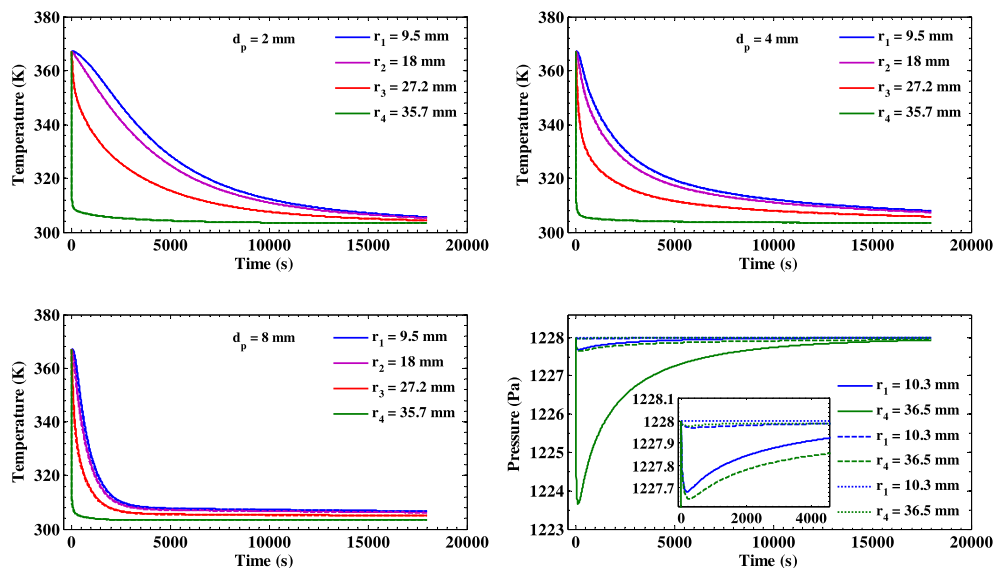 380
360
340
320
300
Temperature (K)
d_p = 2 mm
r_1 = 9.5 mm
r_2 = 18 mm
r_3 = 27.2 mm
r_4 = 35.7 mm
0 5000 10000 15000 20000
Time (s)
380
360
340
320
300
Temperature (K)
d_p = 4 mm
r_1 = 9.5 mm
r_2 = 18 mm
r_3 = 27.2 mm
r_4 = 35.7 mm
0 5000 10000 15000 20000
Time (s)
380
360
340
320
300
Temperature (K)
d_p = 8 mm
r_1 = 9.5 mm
r_2 = 18 mm
r_3 = 27.2 mm
r_4 = 35.7 mm
0 5000 10000 15000 20000
Time (s)
1228
1227
1226
1225
1224
1223
Pressure (Pa)
1228.1
1228
1227.9
1227.8
1227.7
0 2000 4000
r_1 = 10.3 mm
r_4 = 36.5 mm
r_1 = 10.3 mm
r_4 = 36.5 mm
r_1 = 10.3 mm
r_4 = 36.5 mm
0 5000 10000 15000 20000
Time (s)